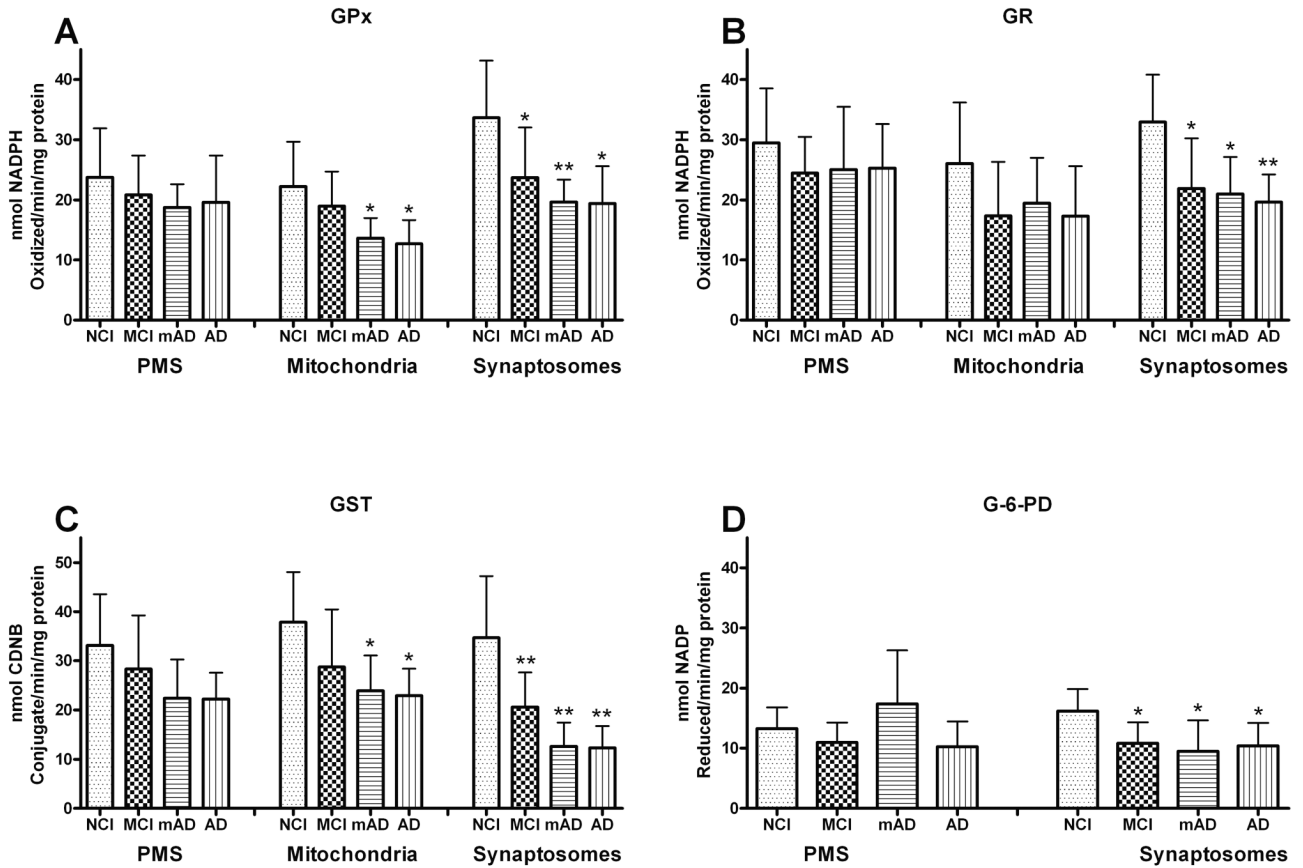 A
GPx
nmol NADPH
Oxidized/min/mg protein
40
30
20
10
0
* ** *
* *
NCI MCI mAD AD NCI MCI mAD AD NCI MCI mAD AD
PMS Mitochondria Synaptosomes
B
GR
nmol NADPH
Oxidized/min/mg protein
40
30
20
10
0
* * **
NCI MCI mAD AD NCI MCI mAD AD NCI MCI mAD AD
PMS Mitochondria Synaptosomes
C
GST
nmol CDNB
Conjugate/min/mg protein
50
40
30
20
10
0
* *
** ** **
NCI MCI mAD AD NCI MCI mAD AD NCI MCI mAD AD
PMS Mitochondria Synaptosomes
D
G-6-PD
nmol NADP
Reduced/min/mg protein
40
30
20
10
0
* * *
NCI MCI mAD AD NCI MCI mAD AD
PMS Synaptosomes